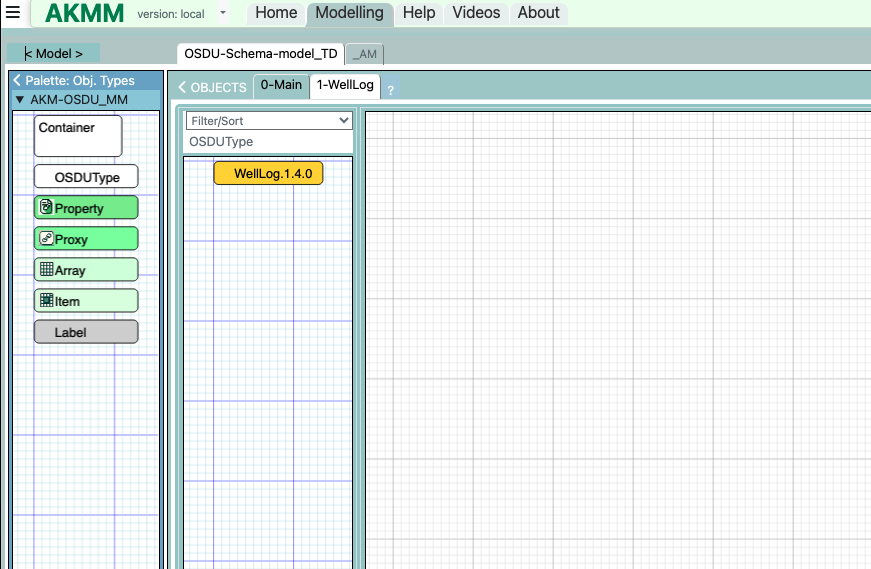 AKMM version: local Home Modelling Help Videos About
< Model > OSDU-Schema-model_TD _AM
Palette: Obj. Types
AKM-OSDU_MM
Container
OSDUType
Property
Proxy
Array
Item
Label
OBJECTS 0-Main 1-WellLog ?
Filter/Sort
OSDUType
WellLog.1.4.0